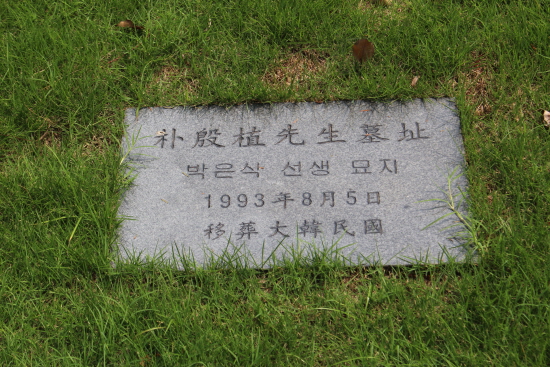 朴殷植先生墓址
박은식 선생 묘지
1993年8月5日
移葬大韓民國